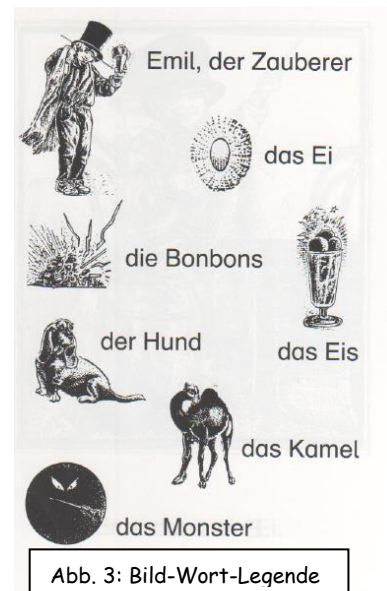 Emil, der Zauberer
das Ei
die Bonbons
der Hund
das Eis
das Kamel
das Monster
Abb. 3: Bild-Wort-Legende